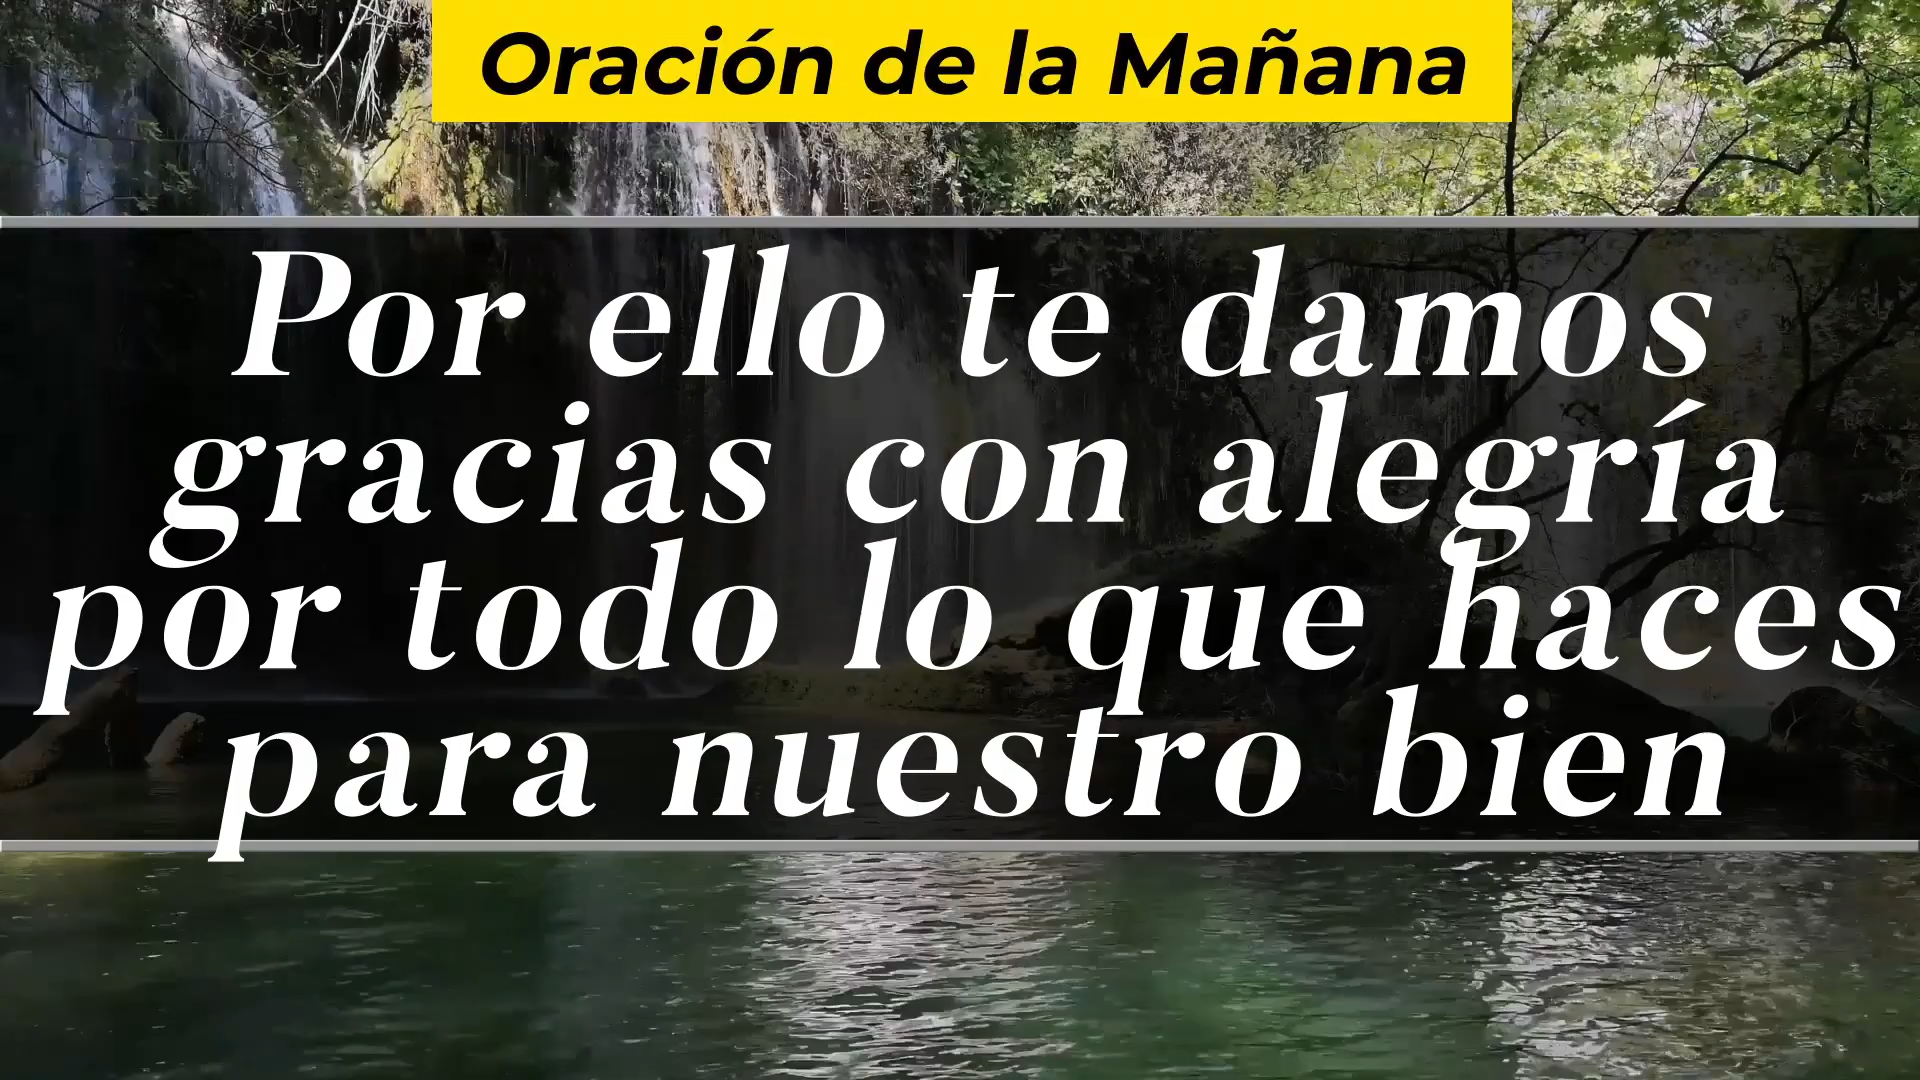 Oración de la Mañana
Por ello te damos
gracias con alegría
por todo lo que haces
para nuestro bien